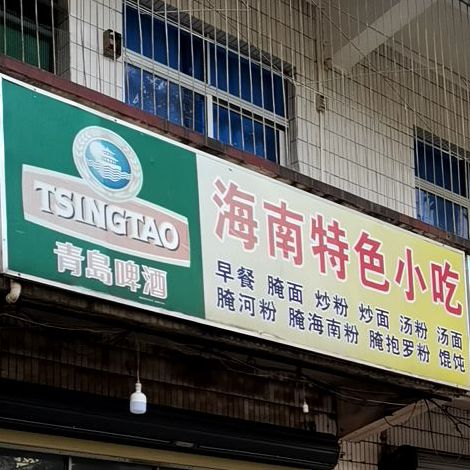 TSINGTAO
青島啤酒
海南特色小吃
早餐 腌面 炒粉 炒面 汤粉 汤面
腌河粉 腌海南粉 腌抱罗粉 馄饨